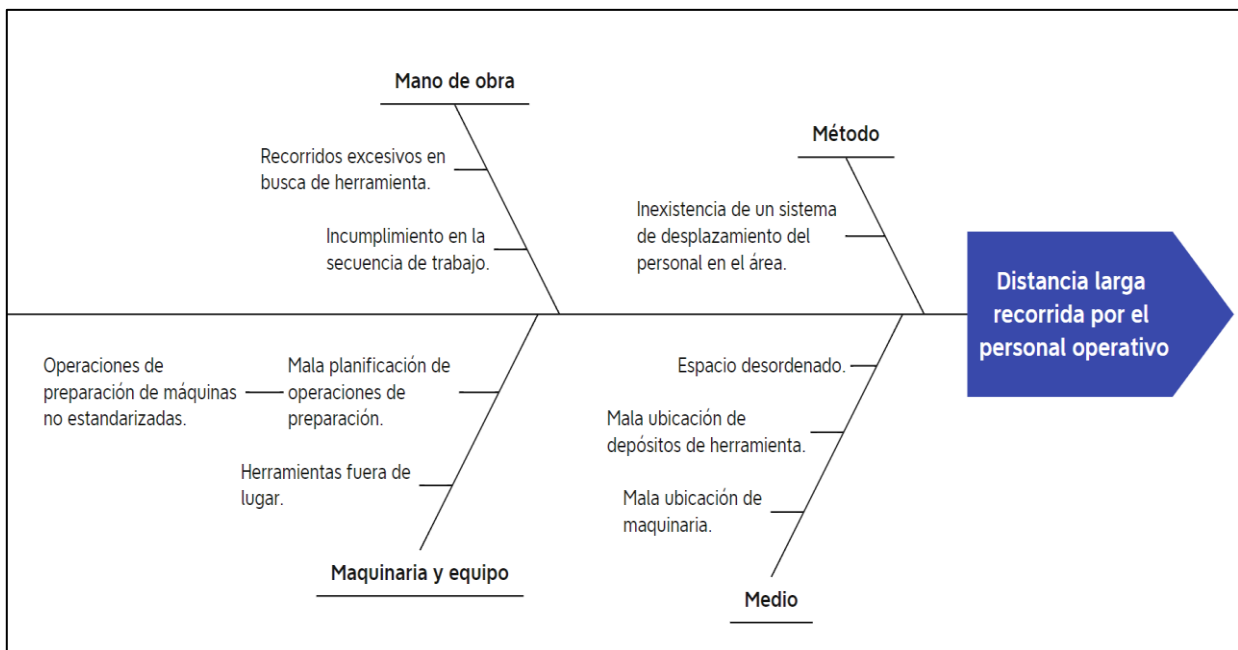 Mano de obra
Recorridos excesivos en
busca de herramienta.
Incumplimiento en la
secuencia de trabajo.
Método
Inexistencia de un sistema
de desplazamiento del
personal en el área.
Distancia larga
recorrida por el
personal operativo
Operaciones de
preparación de máquinas
no estandarizadas.
Mala planificación de
operaciones de
preparación.
Herramientas fuera de
lugar.
Maquinaria y equipo
Espacio desordenado.
Mala ubicación de
depósitos de herramienta.
Mala ubicación de
maquinaria.
Medio